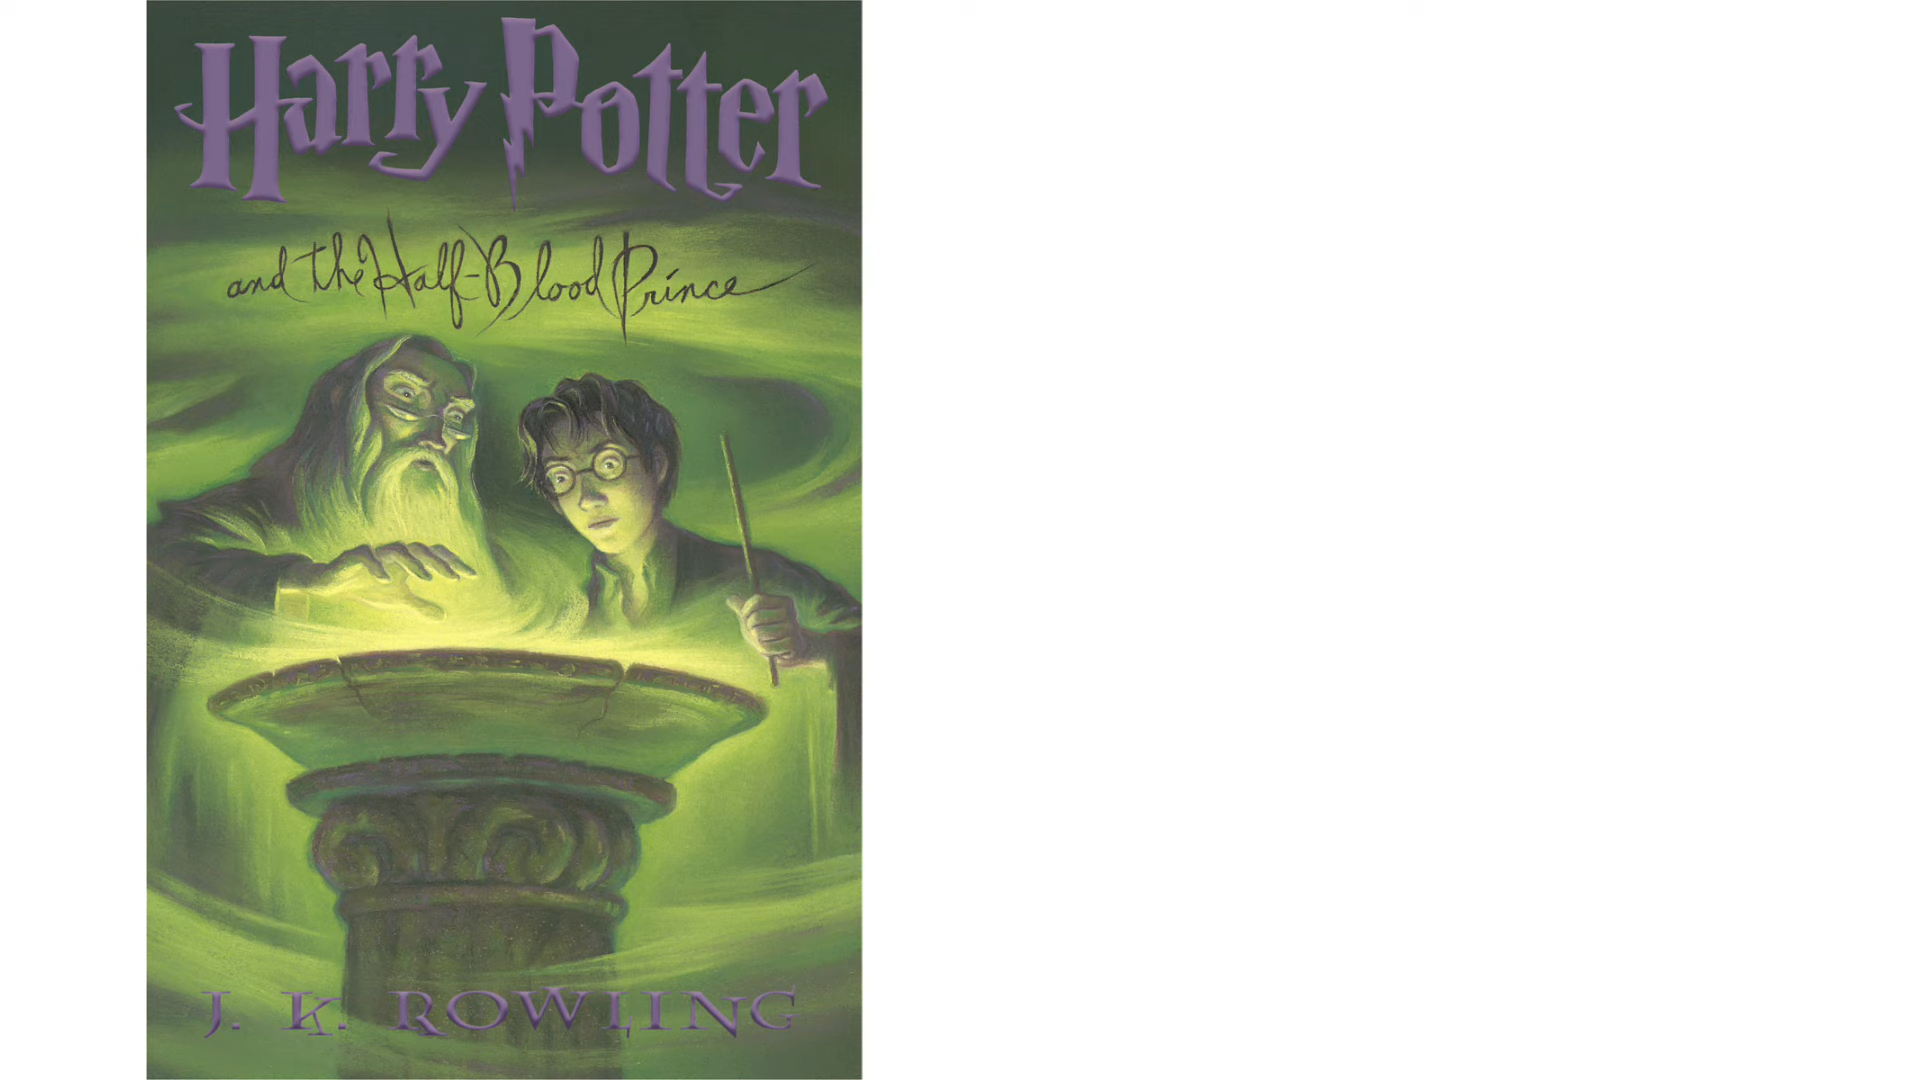 Harry Potter
and the Half-Blood Prince
J. K. ROWLING